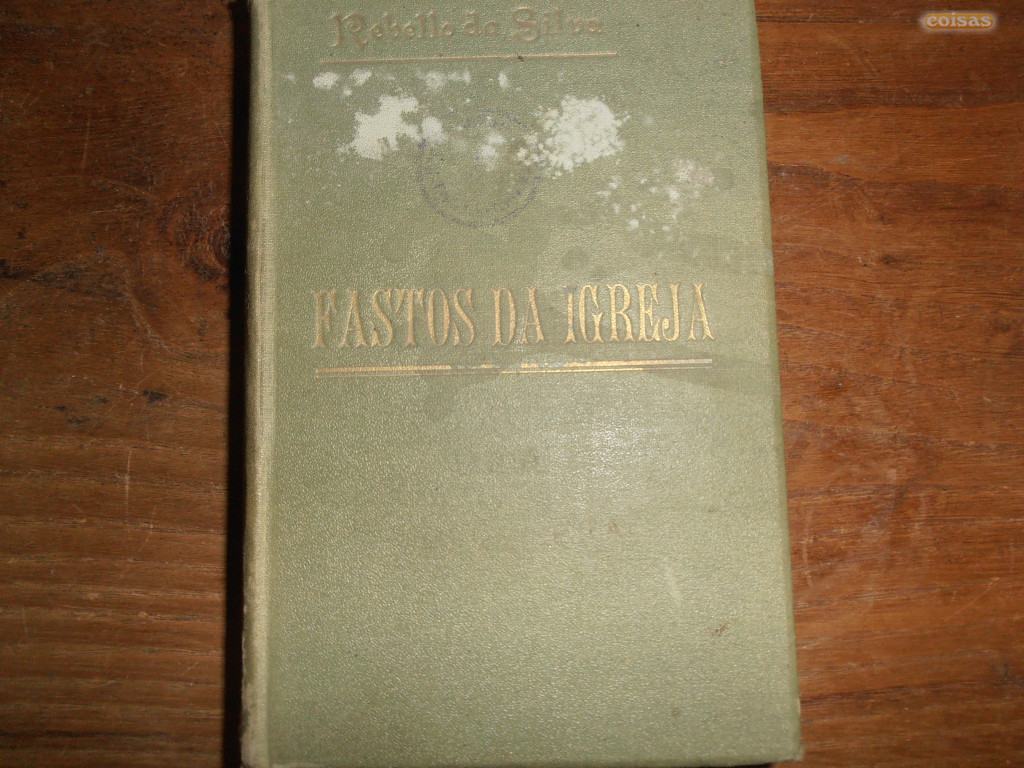 Rebello da Silva
coisas
FASTOS DA IGREJA